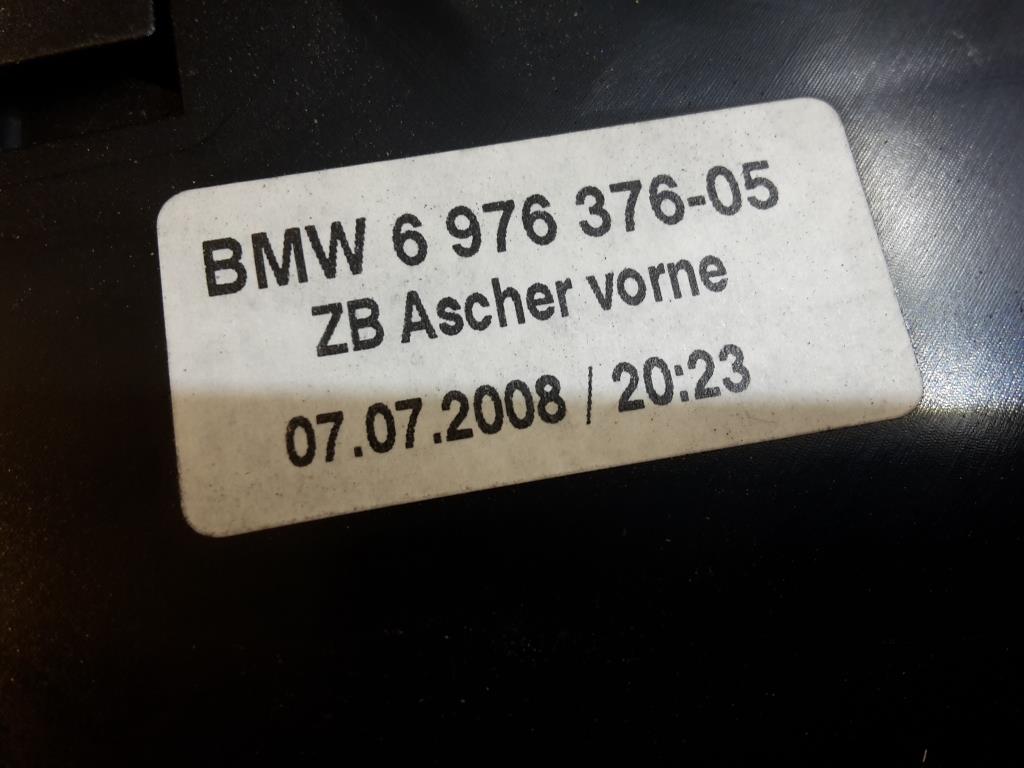 BMW 6 976 376-05
ZB Ascher vorne
07.07.2008 / 20:23